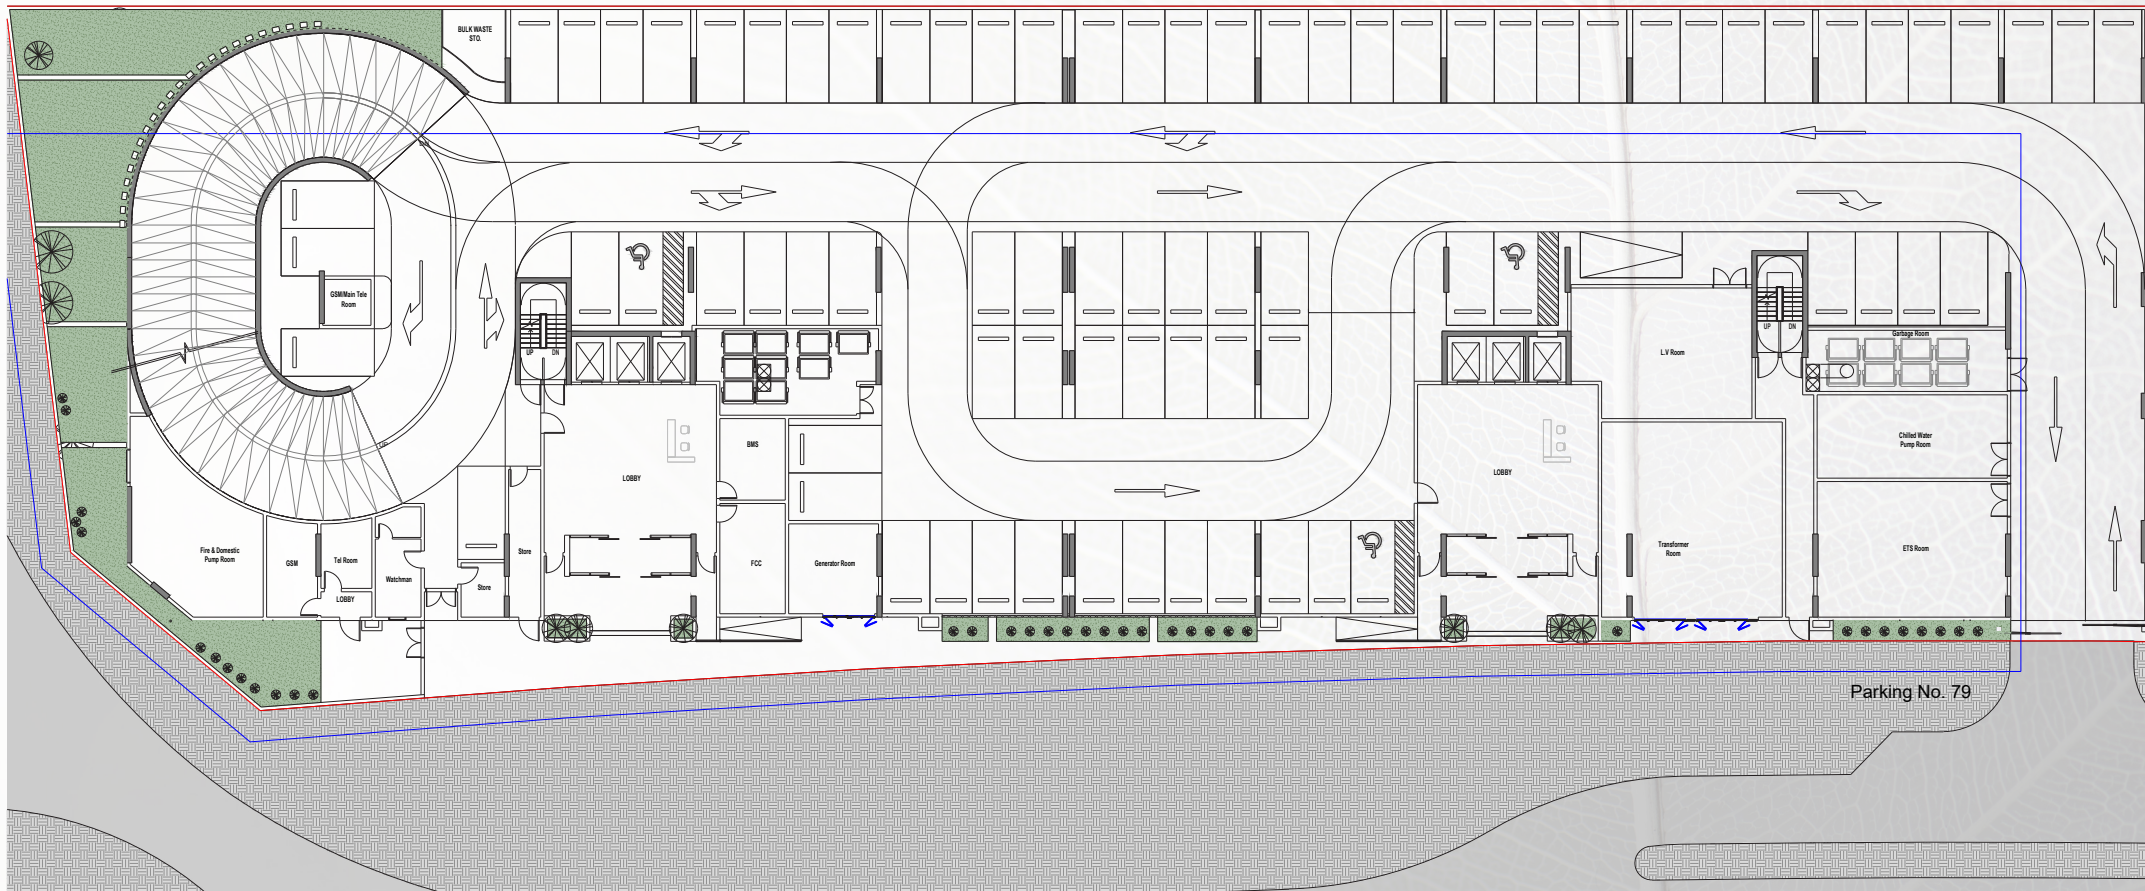 BULK WASTE
STO.
DN
GSM/Main Tele
Room
UP DN
UP DN
Garbage Room
L.V Room
UP
BMS
LOBBY
LOBBY
Chilled Water
Pump Room
Fire & Domestic
Pump Room
GSM
Tel Room
Watchman
Store
Store
FCC
Generator Room
Transformer
Room
ETS Room
LOBBY
Parking No. 79